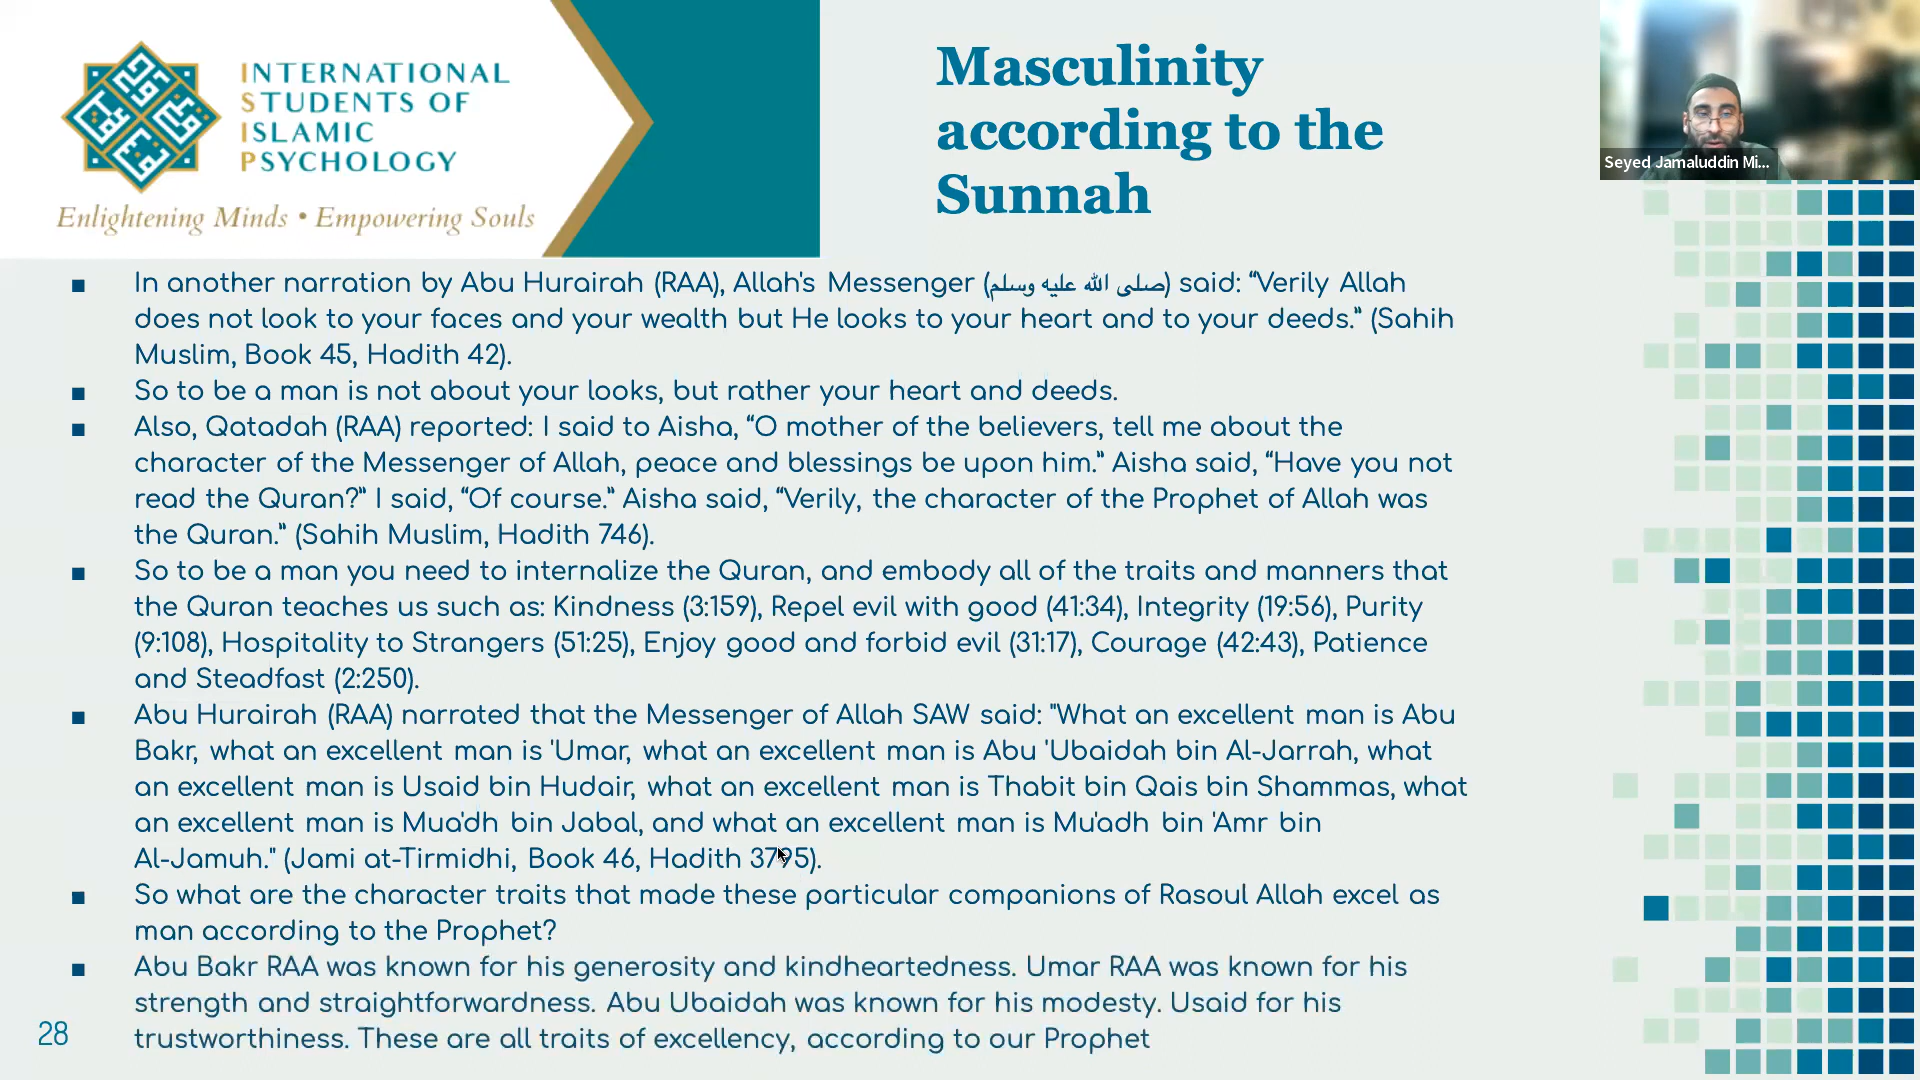 INTERNATIONAL
STUDENTS OF
ISLAMIC
PSYCHOLOGY
Enlightening Minds • Empowering Souls
Masculinity
according to the
Sunnah
Seyed Jamaluddin Mi...
■ In another narration by Abu Hurairah (RAA), Allah's Messenger (صلى الله عليه وسلم) said: “Verily Allah
does not look to your faces and your wealth but He looks to your heart and to your deeds.” (Sahih
Muslim, Book 45, Hadith 42).
■ So to be a man is not about your looks, but rather your heart and deeds.
■ Also, Qatadah (RAA) reported: I said to Aisha, “O mother of the believers, tell me about the
character of the Messenger of Allah, peace and blessings be upon him.” Aisha said, “Have you not
read the Quran?” I said, “Of course.” Aisha said, “Verily, the character of the Prophet of Allah was
the Quran.” (Sahih Muslim, Hadith 746).
■ So to be a man you need to internalize the Quran, and embody all of the traits and manners that
the Quran teaches us such as: Kindness (3:159), Repel evil with good (41:34), Integrity (19:56), Purity
(9:108), Hospitality to Strangers (51:25), Enjoy good and forbid evil (31:17), Courage (42:43), Patience
and Steadfast (2:250).
■ Abu Hurairah (RAA) narrated that the Messenger of Allah SAW said: "What an excellent man is Abu
Bakr, what an excellent man is 'Umar, what an excellent man is Abu 'Ubaidah bin Al-Jarrah, what
an excellent man is Usaid bin Hudair, what an excellent man is Thabit bin Qais bin Shammas, what
an excellent man is Mua'dh bin Jabal, and what an excellent man is Mu'adh bin 'Amr bin
Al-Jamuh." (Jami at-Tirmidhi, Book 46, Hadith 3795).
■ So what are the character traits that made these particular companions of Rasoul Allah excel as
man according to the Prophet?
■ Abu Bakr RAA was known for his generosity and kindheartedness. Umar RAA was known for his
strength and straightforwardness. Abu Ubaidah was known for his modesty. Usaid for his
trustworthiness. These are all traits of excellency, according to our Prophet
28